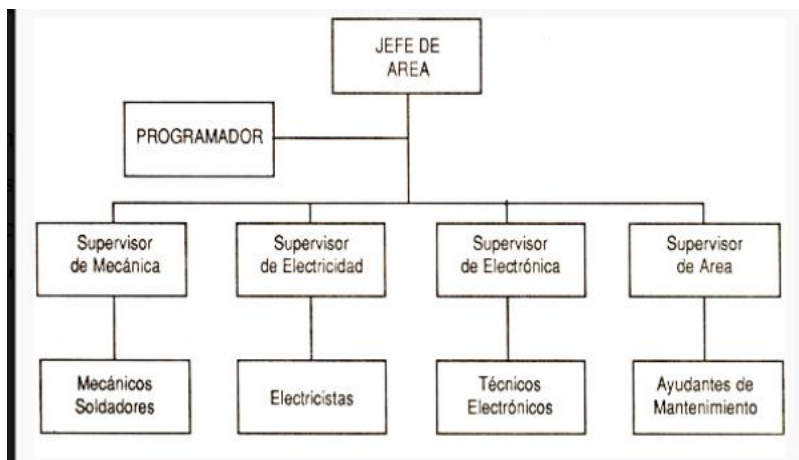 JEFE DE
AREA
PROGRAMADOR
Supervisor
de Mecánica
Supervisor
de Electricidad
Supervisor
de Electrónica
Supervisor
de Area
Mecánicos
Soldadores
Electricistas
Técnicos
Electrónicos
Ayudantes de
Mantenimiento